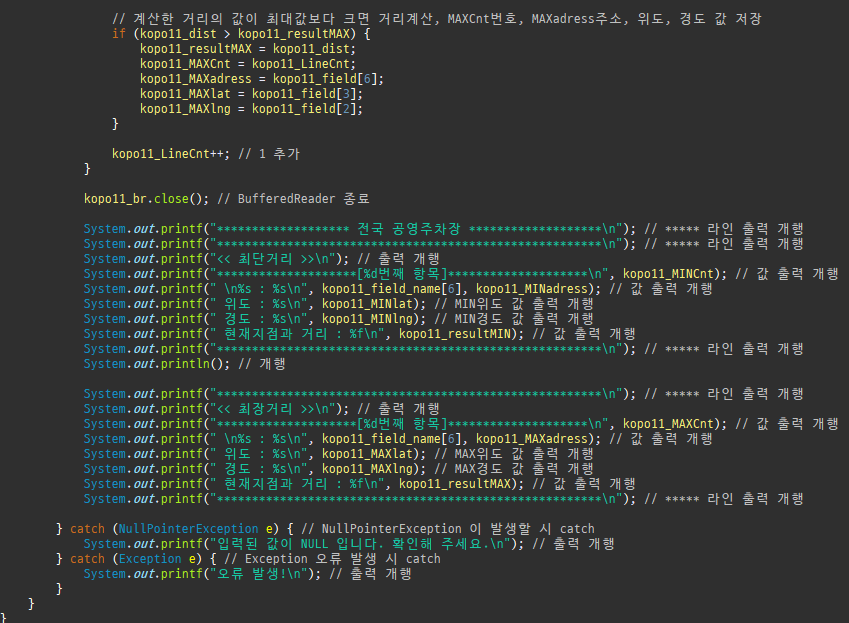 // 계산한 거리의 값이 최대값보다 크면 거리계산, MAXCnt번호, MAXadress주소, 위도, 경도 값 저장
if (kopo11_dist > kopo11_resultMAX) {
kopo11_resultMAX = kopo11_dist;
kopo11_MAXCnt = kopo11_LineCnt;
kopo11_MAXadress = kopo11_field[6];
kopo11_MAXlat = kopo11_field[3];
kopo11_MAXlng = kopo11_field[2];
}
kopo11_LineCnt++; // 1 추가
}
kopo11_br.close(); // BufferedReader 종료
System.out.printf("******************* 전국 공영주차장 *******************\n"); // ***** 라인 출력 개행
System.out.printf("*******************************************************\n"); // ***** 라인 출력 개행
System.out.printf("<< 최단거리 >>\n"); // 출력 개행
System.out.printf("********************[%d번째 항목]********************\n", kopo11_MINCnt); // 값 출력 개행
System.out.printf(" \n%s : %s\n", kopo11_field_name[6], kopo11_MINadress); // 값 출력 개행
System.out.printf(" 위도 : %s\n", kopo11_MINlat); // MIN위도 값 출력 개행
System.out.printf(" 경도 : %s\n", kopo11_MINlng); // MIN경도 값 출력 개행
System.out.printf(" 현재지점과 거리 : %f\n", kopo11_resultMIN); // 값 출력 개행
System.out.printf("*******************************************************\n"); // ***** 라인 출력 개행
System.out.println(); // 개행
System.out.printf("*******************************************************\n"); // ***** 라인 출력 개행
System.out.printf("<< 최장거리 >>\n"); // 출력 개행
System.out.printf("********************[%d번째 항목]********************\n", kopo11_MAXCnt); // 값 출력 개행
System.out.printf(" \n%s : %s\n", kopo11_field_name[6], kopo11_MAXadress); // 값 출력 개행
System.out.printf(" 위도 : %s\n", kopo11_MAXlat); // MAX위도 값 출력 개행
System.out.printf(" 경도 : %s\n", kopo11_MAXlng); // MAX경도 값 출력 개행
System.out.printf(" 현재지점과 거리 : %f\n", kopo11_resultMAX); // 값 출력 개행
System.out.printf("*******************************************************\n"); // ***** 라인 출력 개행
} catch (NullPointerException e) { // NullPointerException 이 발생할 시 catch
System.out.printf("입력된 값이 NULL 입니다. 확인해 주세요.\n"); // 출력 개행
} catch (Exception e) { // Exception 오류 발생 시 catch
System.out.printf("오류 발생!\n"); // 출력 개행
}
}
}